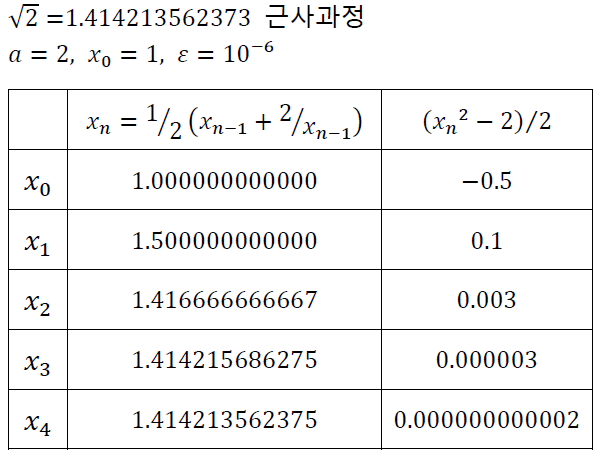 √2 =1.414213562373 근사과정
a = 2, x₀ = 1, ε = 10⁻⁶
xₙ = 1/2 (xₙ₋₁ + 2/xₙ₋₁) (xₙ² − 2)/2
x₀ 1.000000000000 −0.5
x₁ 1.500000000000 0.1
x₂ 1.416666666667 0.003
x₃ 1.414215686275 0.000003
x₄ 1.414213562375 0.000000000002